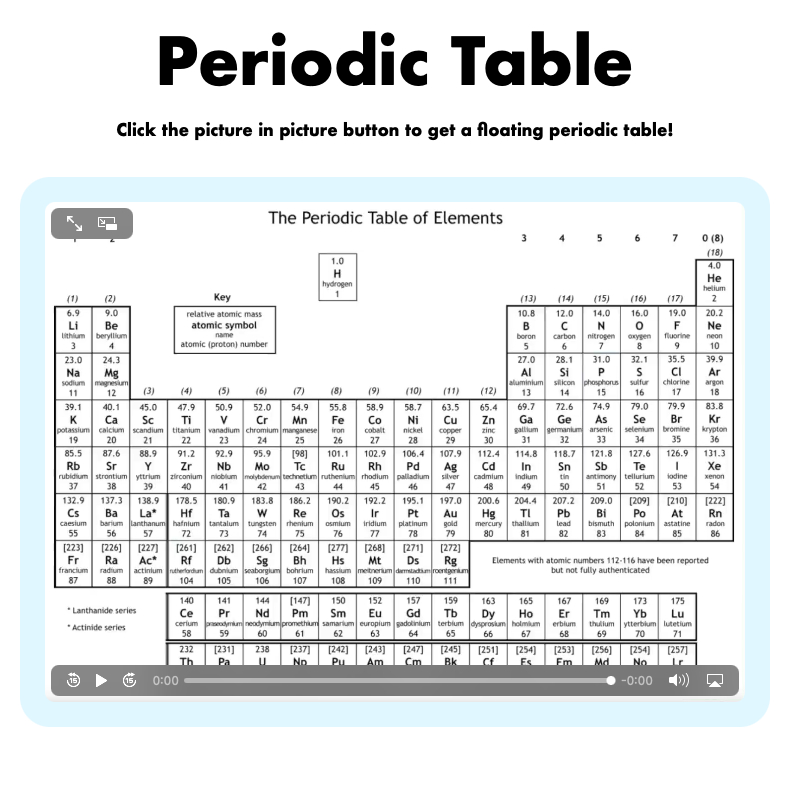 Periodic Table
Click the picture in picture button to get a floating periodic table!
The Periodic Table of Elements
3 4 5 6 7 0 (8)
(18)
1.0 4.0
H He
hydrogen helium
1 2
(1) (2) Key (13) (14) (15) (16) (17)
relative atomic mass
atomic symbol
name
atomic (proton) number
6.9 9.0 10.8 12.0 14.0 16.0 19.0 20.2
Li Be B C N O F Ne
lithium beryllium boron carbon nitrogen oxygen fluorine neon
3 4 5 6 7 8 9 10
23.0 24.3 27.0 28.1 31.0 32.1 35.5 39.9
Na Mg Al Si P S Cl Ar
sodium magnesium aluminium silicon phosphorus sulfur chlorine argon
11 12 13 14 15 16 17 18
(3) (4) (5) (6) (7) (8) (9) (10) (11) (12)
39.1 40.1 45.0 47.9 50.9 52.0 54.9 55.8 58.9 58.7 63.5 65.4 69.7 72.6 74.9 79.0 79.9 83.8
K Ca Sc Ti V Cr Mn Fe Co Ni Cu Zn Ga Ge As Se Br Kr
potassium calcium scandium titanium vanadium chromium manganese iron cobalt nickel copper zinc gallium germanium arsenic selenium bromine krypton
19 20 21 22 23 24 25 26 27 28 29 30 31 32 33 34 35 36
85.5 87.6 88.9 91.2 92.9 95.9 [98] 101.1 102.9 106.4 107.9 112.4 114.8 118.7 121.8 127.6 126.9 131.3
Rb Sr Y Zr Nb Mo Tc Ru Rh Pd Ag Cd In Sn Sb Te I Xe
rubidium strontium yttrium zirconium niobium molybdenum technetium ruthenium rhodium palladium silver cadmium indium tin antimony tellurium iodine xenon
37 38 39 40 41 42 43 44 45 46 47 48 49 50 51 52 53 54
132.9 137.3 138.9 178.5 180.9 183.8 186.2 190.2 192.2 195.1 197.0 200.6 204.4 207.2 209.0 [209] [210] [222]
Cs Ba La* Hf Ta W Re Os Ir Pt Au Hg Tl Pb Bi Po At Rn
caesium barium lanthanum hafnium tantalum tungsten rhenium osmium iridium platinum gold mercury thallium lead bismuth polonium astatine radon
55 56 57 72 73 74 75 76 77 78 79 80 81 82 83 84 85 86
[223] [226] [227] [261] [262] [266] [264] [277] [268] [271] [272]
Fr Ra Ac* Rf Db Sg Bh Hs Mt Ds Rg
francium radium actinium rutherfordium dubnium seaborgium bohrium hassium meitnerium darmstadtium roentgenium
87 88 89 104 105 106 107 108 109 110 111
Elements with atomic numbers 112-116 have been reported
but not fully authenticated
* Lanthanide series
* Actinide series
140 141 144 [147] 150 152 157 159 163 165 167 169 173 175
Ce Pr Nd Pm Sm Eu Gd Tb Dy Ho Er Tm Yb Lu
cerium praseodymium neodymium promethium samarium europium gadolinium terbium dysprosium holmium erbium thulium ytterbium lutetium
58 59 60 61 62 63 64 65 66 67 68 69 70 71
232 [231] 238 [237] [242] [243] [247] [245] [251] [254] [253] [256] [254] [257]
Th Pa U Np Pu Am Cm Bk Cf Es Fm Md No Lr
15 15 0:00 -0:00